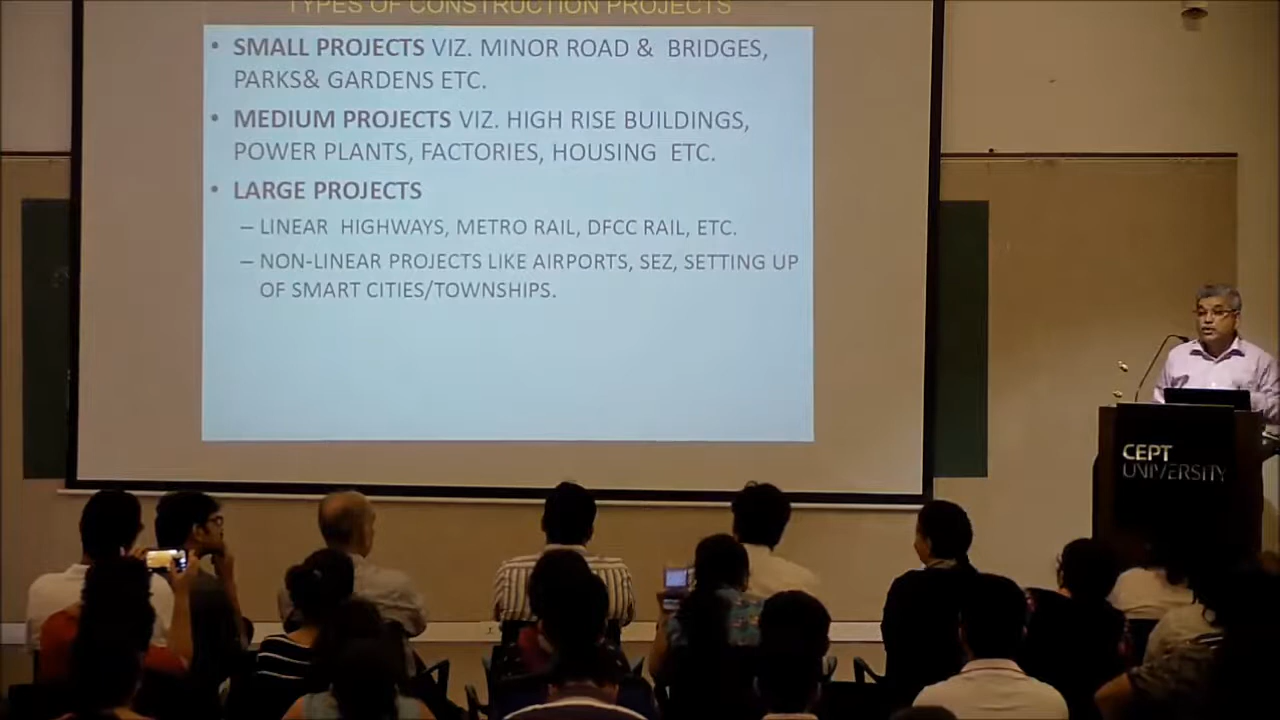 TYPES OF CONSTRUCTION PROJECTS
• SMALL PROJECTS VIZ. MINOR ROAD & BRIDGES,
PARKS& GARDENS ETC.
• MEDIUM PROJECTS VIZ. HIGH RISE BUILDINGS,
POWER PLANTS, FACTORIES, HOUSING ETC.
• LARGE PROJECTS
– LINEAR HIGHWAYS, METRO RAIL, DFCC RAIL, ETC.
– NON-LINEAR PROJECTS LIKE AIRPORTS, SEZ, SETTING UP
OF SMART CITIES/TOWNSHIPS.
CEPT
UNIVERSITY